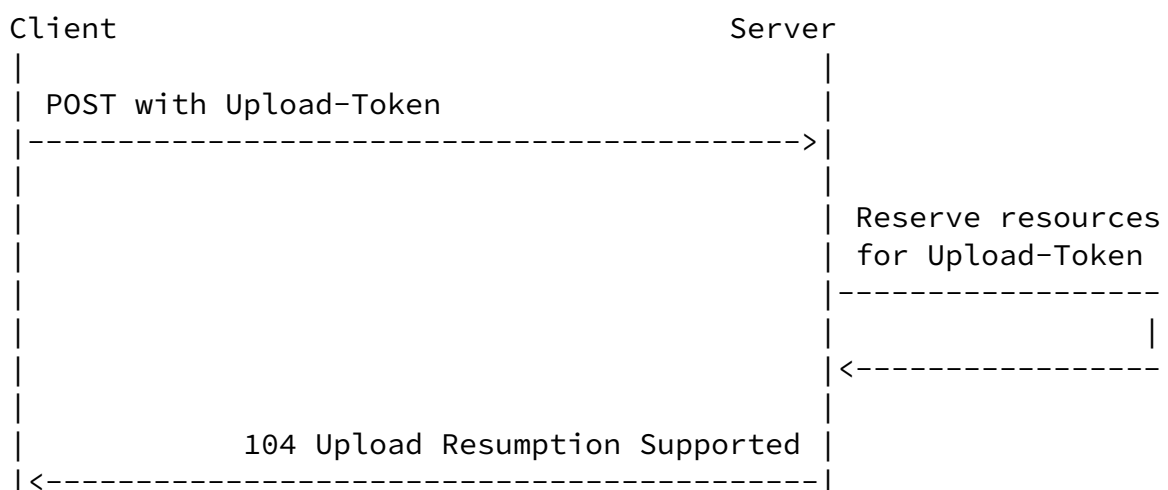 Client Server
POST with Upload-Token
Reserve resources
for Upload-Token
104 Upload Resumption Supported